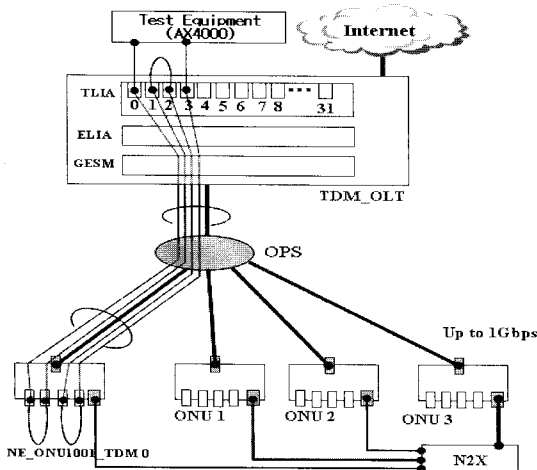 Test Equipment
(AX4000)
Internet
TLIA
0 1 2 3 4 5 6 7 8 31
ELIA
GESM
TDM_OLT
OPS
Up to 1Gbps
ONU 1
ONU 2
ONU 3
NE_ONU1001_TDM 0
N2X